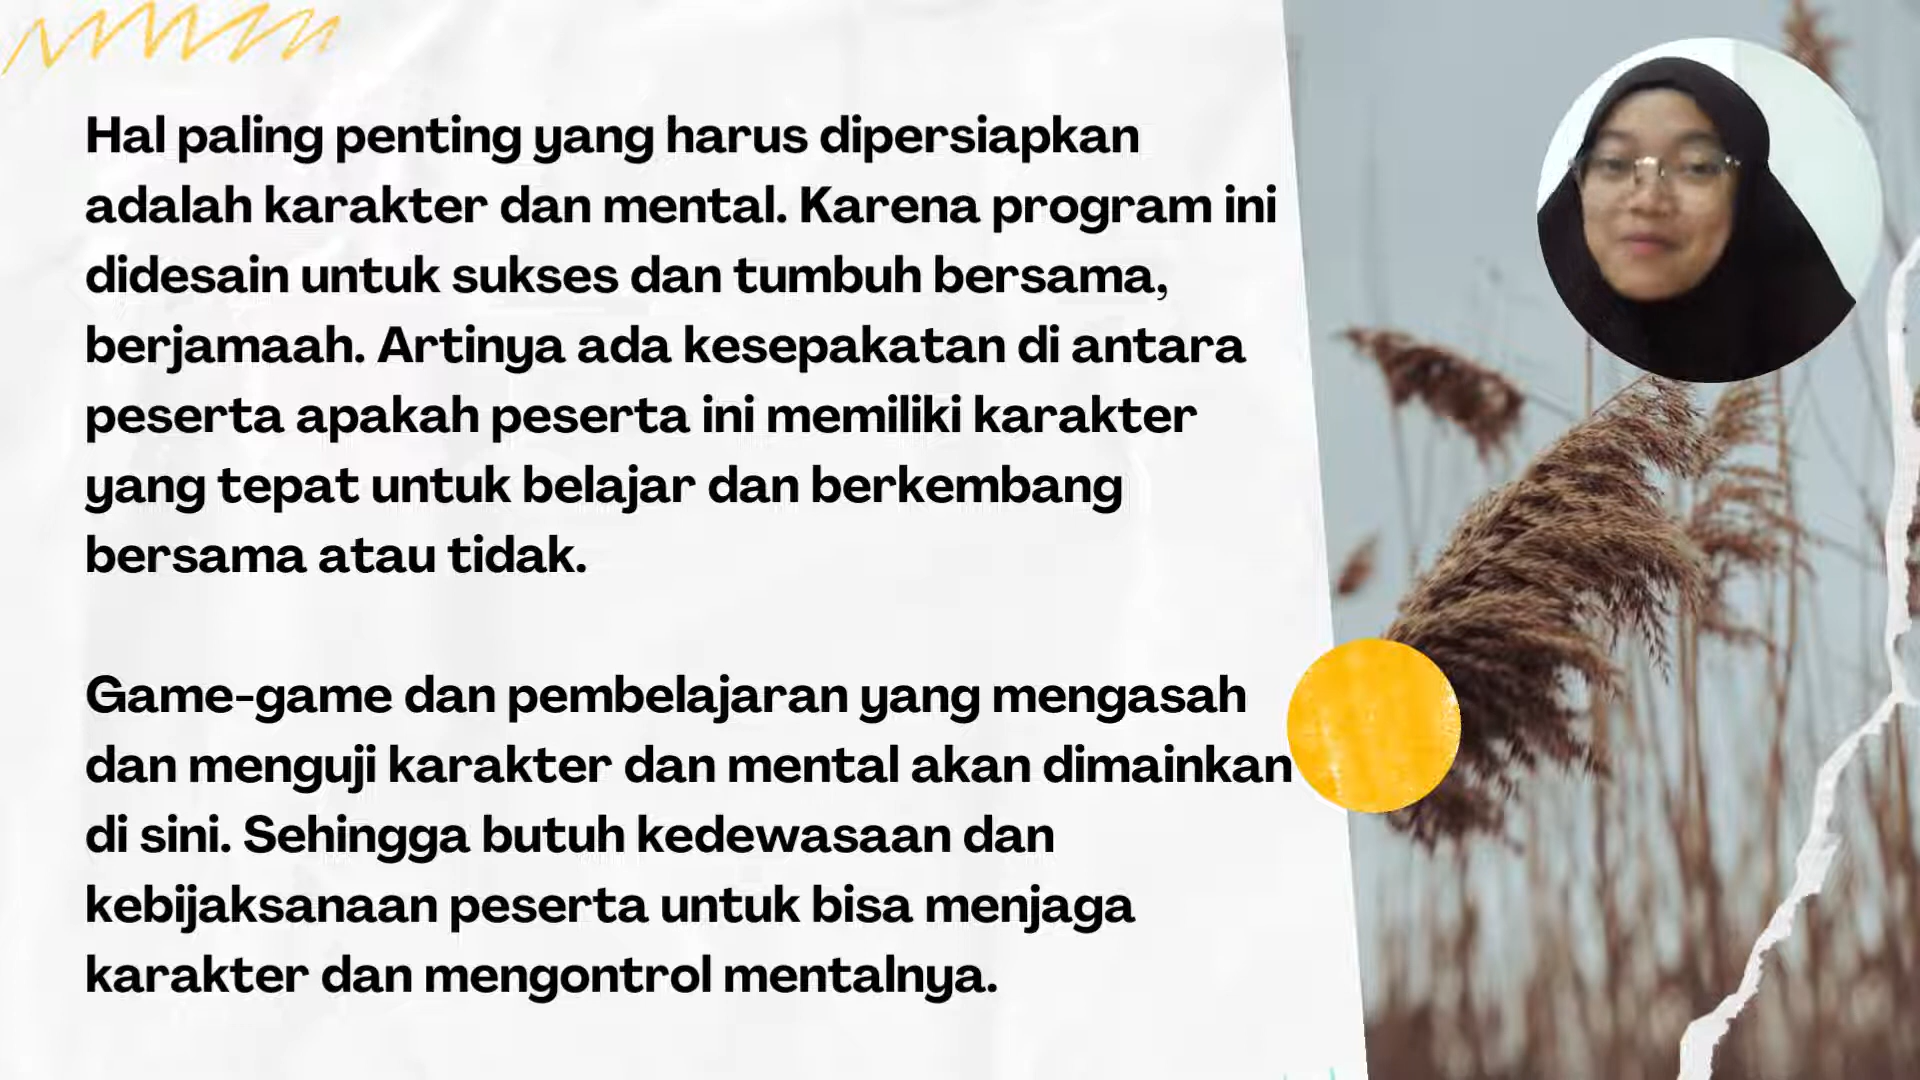 Hal paling penting yang harus dipersiapkan
adalah karakter dan mental. Karena program ini
didesain untuk sukses dan tumbuh bersama,
berjamaah. Artinya ada kesepakatan di antara
peserta apakah peserta ini memiliki karakter
yang tepat untuk belajar dan berkembang
bersama atau tidak.
Game-game dan pembelajaran yang mengasah
dan menguji karakter dan mental akan dimainkan
di sini. Sehingga butuh kedewasaan dan
kebijaksanaan peserta untuk bisa menjaga
karakter dan mengontrol mentalnya.